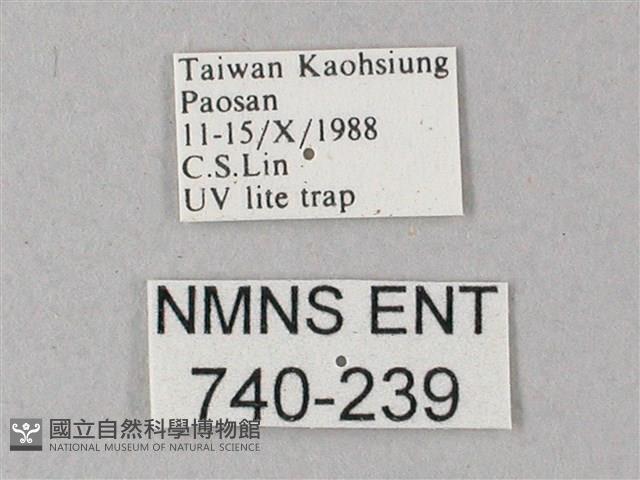 Taiwan Kaohsiung
Paosan
11-15/X/1988
C.S.Lin
UV lite trap
NMNS ENT
740-239
國立自然科學博物館
NATIONAL MUSEUM OF NATURAL SCIENCE